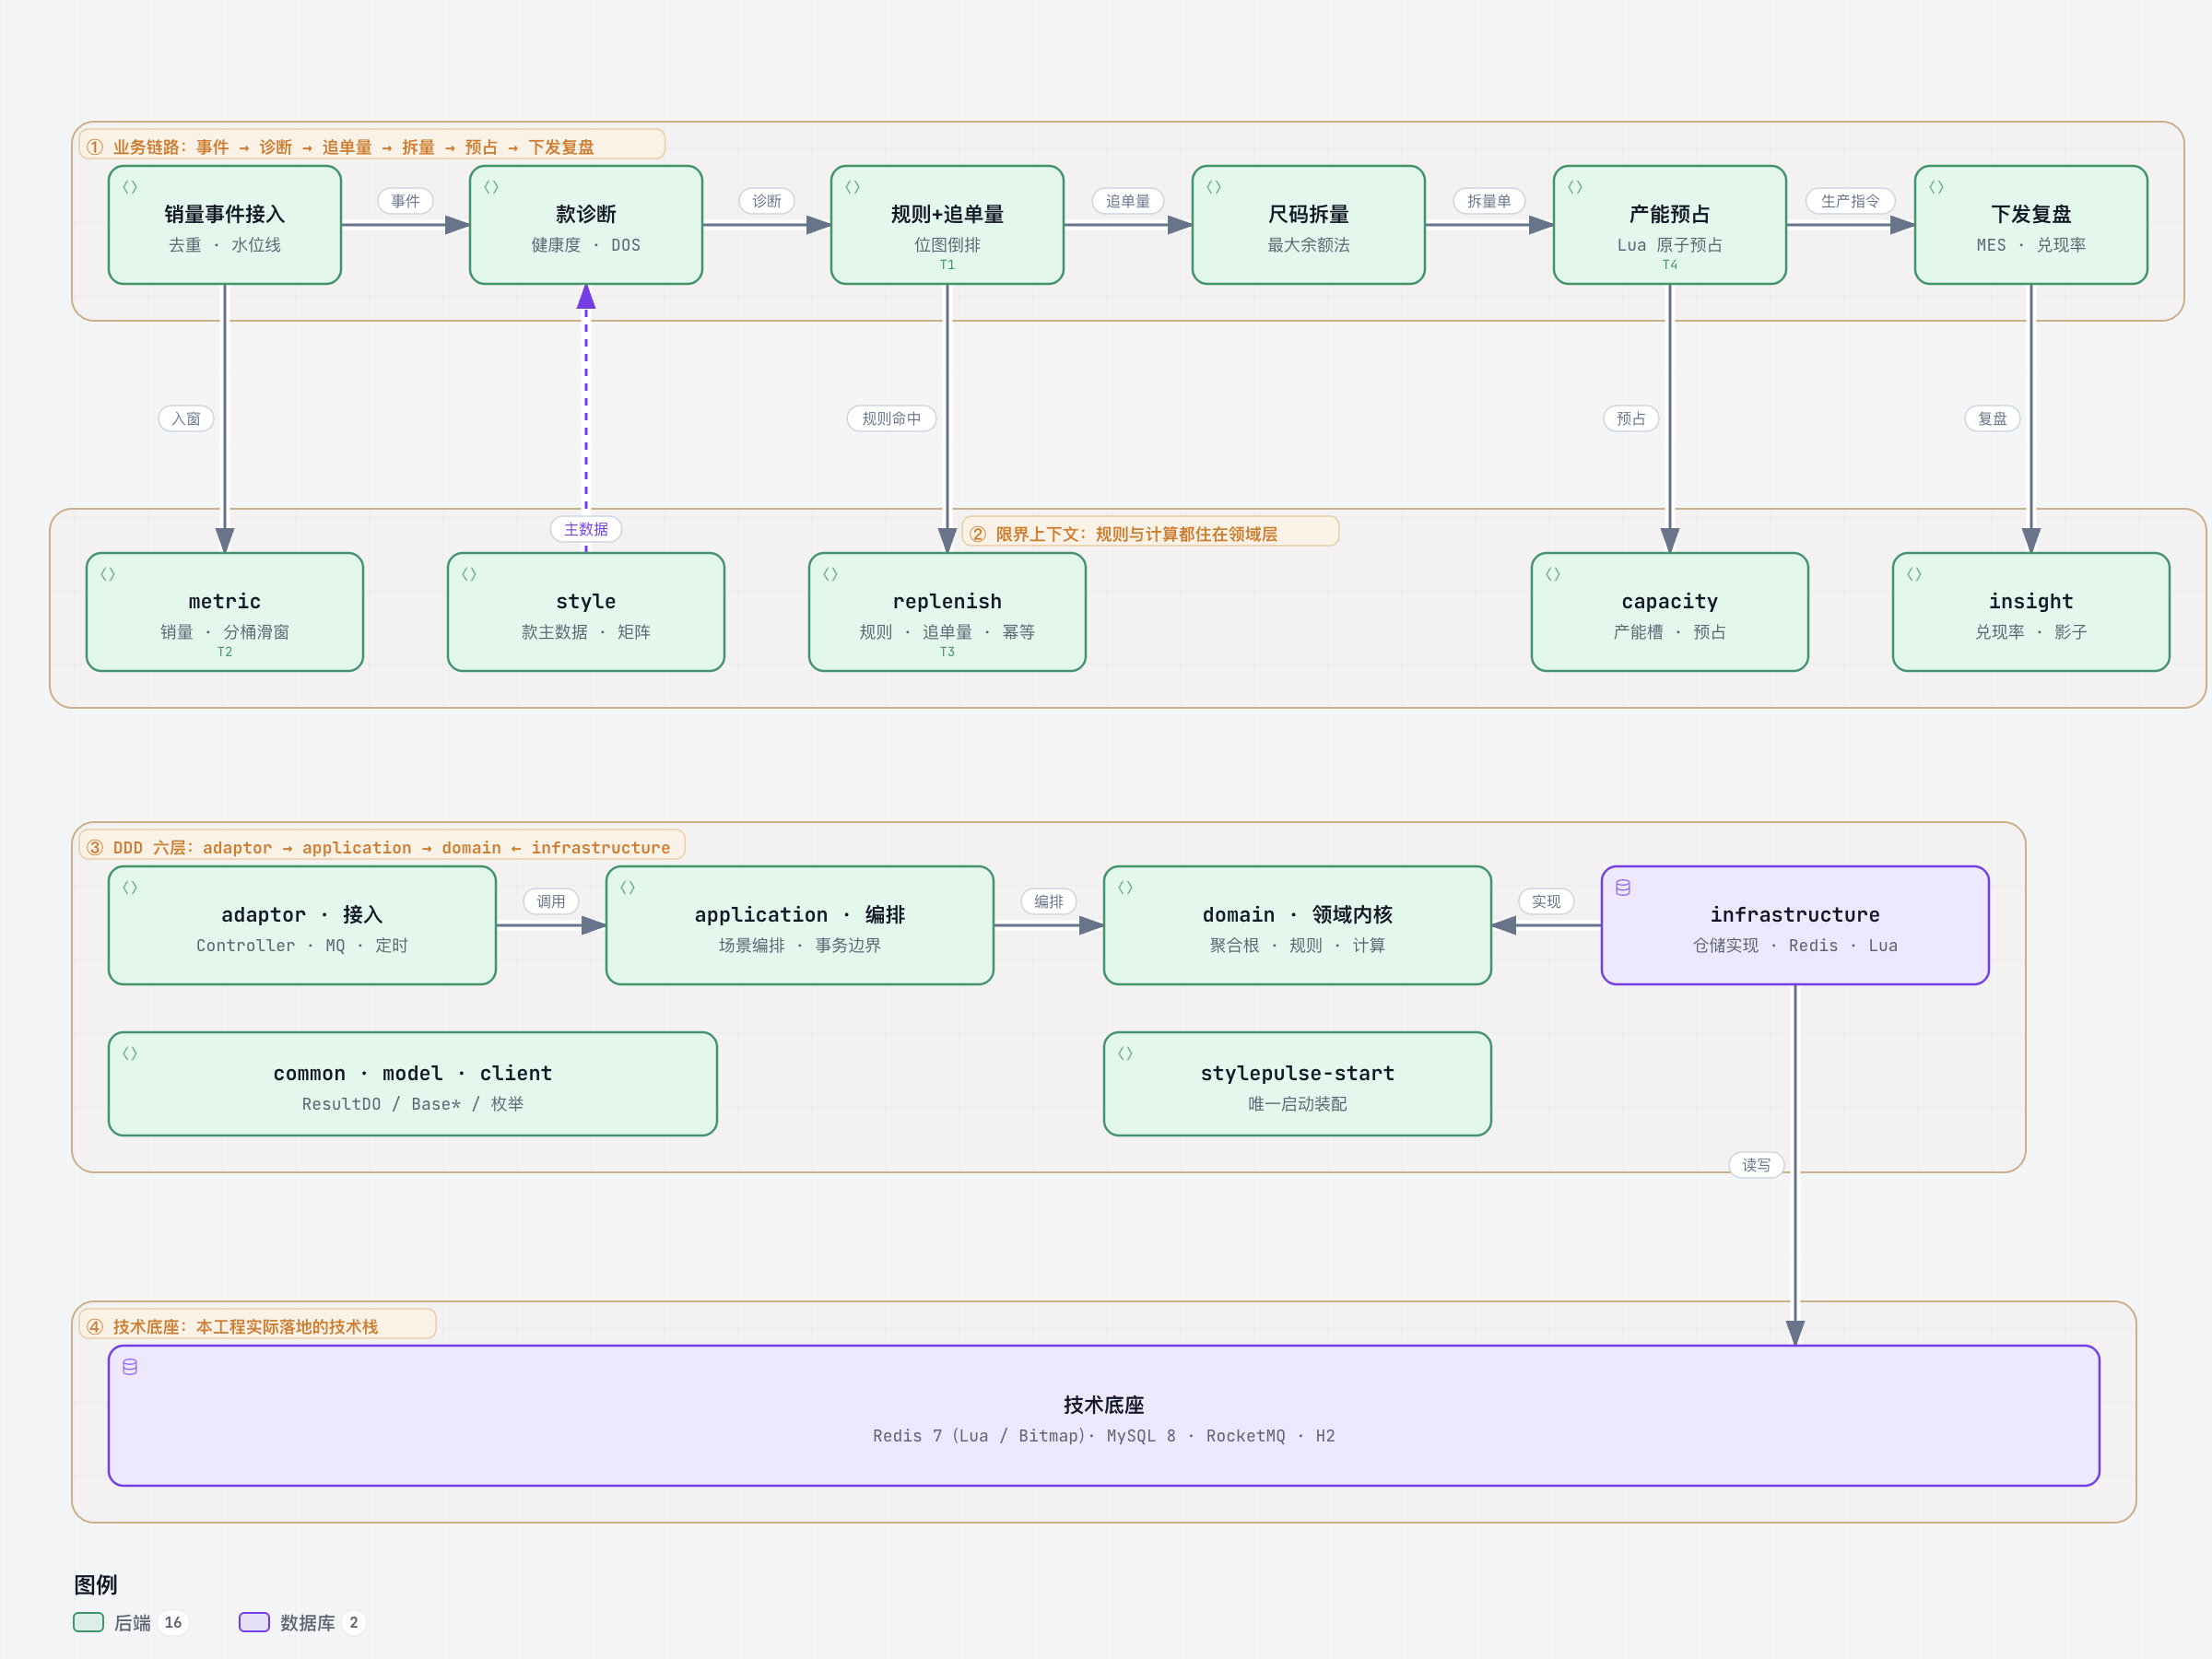 ① 业务链路: 事件 → 诊断 → 追单量 → 拆量 → 预占 → 下发复盘
销量事件接入
去重 · 水位线
事件
款诊断
健康度 · DOS
诊断
规则+追单量
位图倒排
T1
追单量
尺码拆量
最大余额法
拆量单
产能预占
Lua 原子预占
T4
生产指令
下发复盘
MES · 兑现率
入窗
规则命中
预占
复盘
主数据
② 限界上下文: 规则与计算都住在领域层
metric
销量 · 分桶滑窗
T2
style
款主数据 · 矩阵
replenish
规则 · 追单量 · 幂等
T3
capacity
产能槽 · 预占
insight
兑现率 · 影子
③ DDD 六层: adaptor → application → domain ← infrastructure
adaptor · 接入
Controller · MQ · 定时
调用
application · 编排
场景编排 · 事务边界
编排
domain · 领域内核
聚合根 · 规则 · 计算
实现
infrastructure
仓储实现 · Redis · Lua
common · model · client
ResultDO / Base* / 枚举
stylepulse-start
唯一启动装配
读写
④ 技术底座: 本工程实际落地的技术栈
技术底座
Redis 7 (Lua / Bitmap) · MySQL 8 · RocketMQ · H2
图例
后端 16
数据库 2